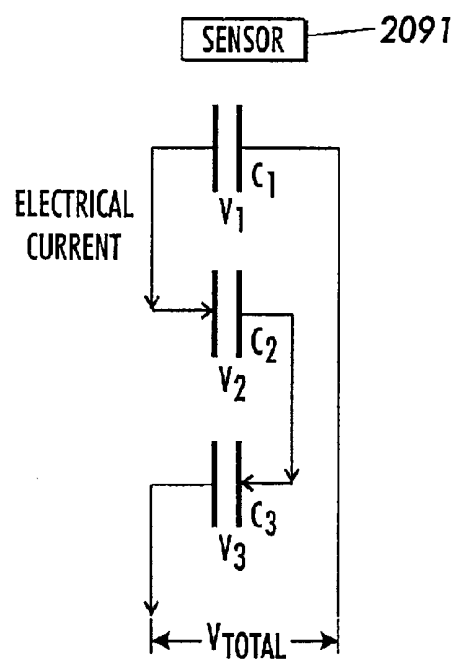 SENSOR
2091
C1
V1
ELECTRICAL
CURRENT
C2
V2
C3
V3
VTOTAL